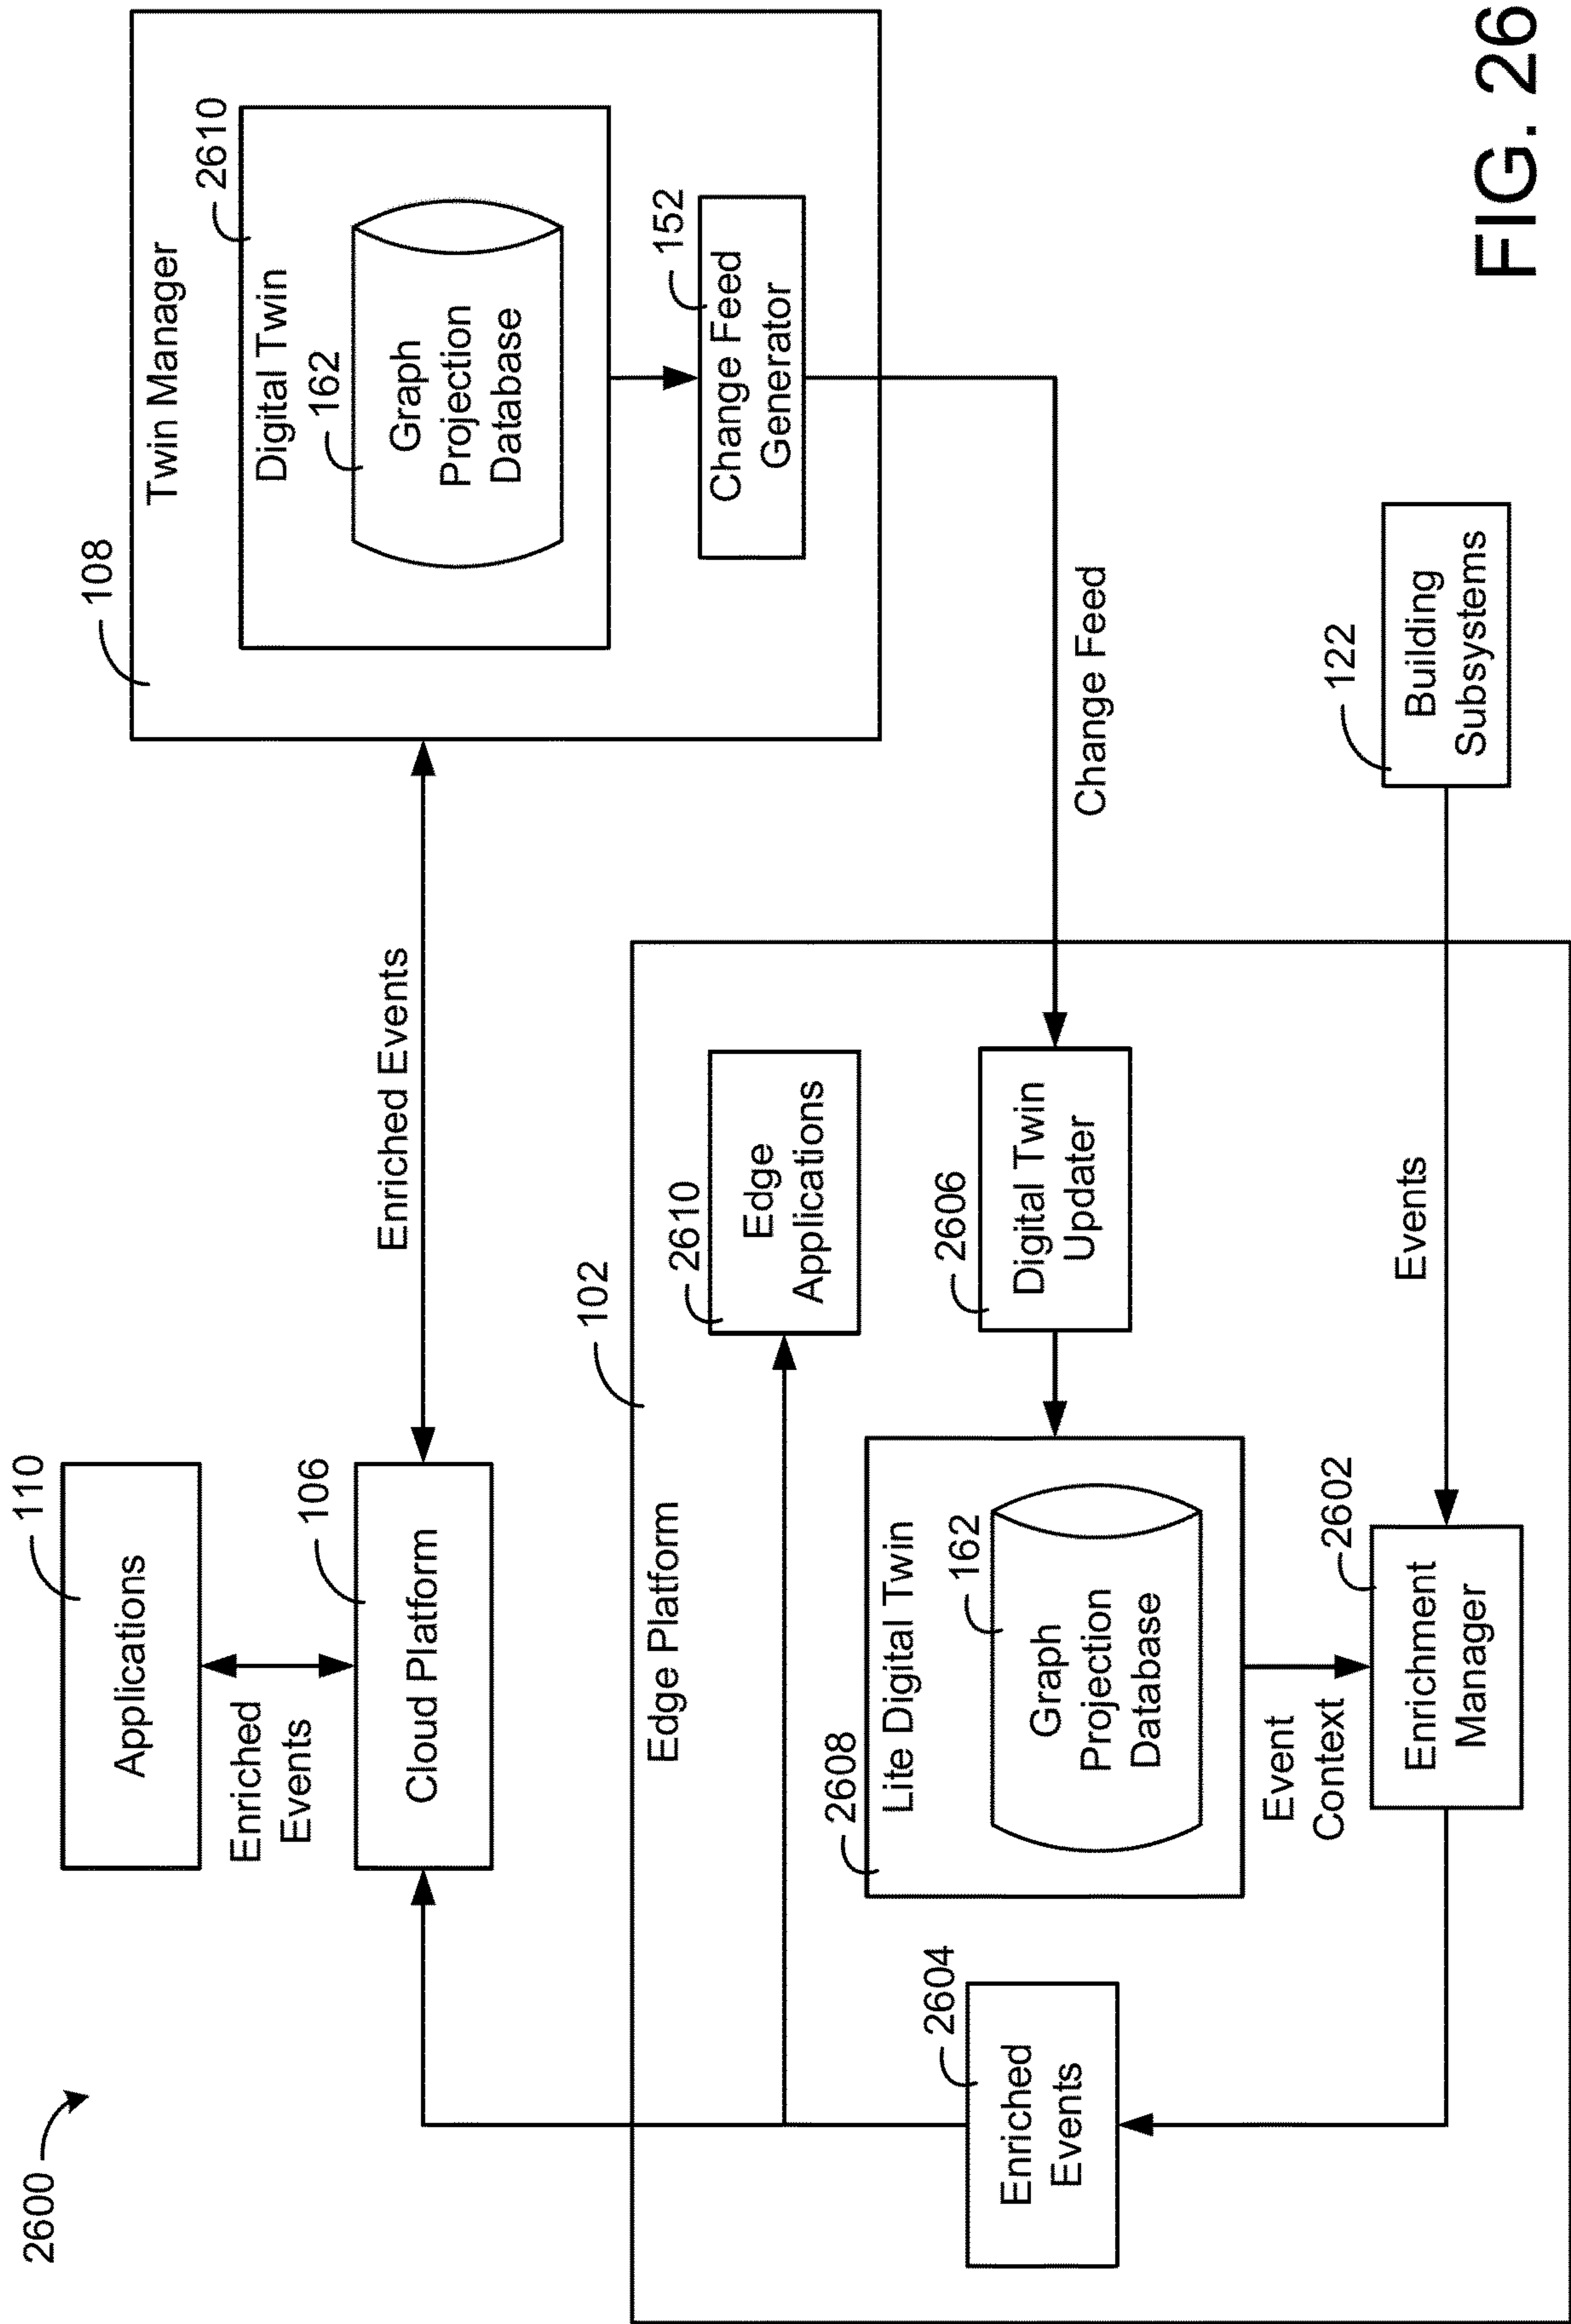 2600
110
Applications
Enriched
Events
106
Cloud Platform
Enriched Events
108
Twin Manager
2610
Digital Twin
162
Graph
Projection
Database
152
Change Feed
Generator
102
Edge Platform
2610
Edge
Applications
2608
Lite Digital Twin
162
Graph
Projection
Database
2606
Digital Twin
Updater
Change Feed
2604
Enriched
Events
Event
Context
2602
Enrichment
Manager
Events
122
Building
Subsystems
FIG. 26